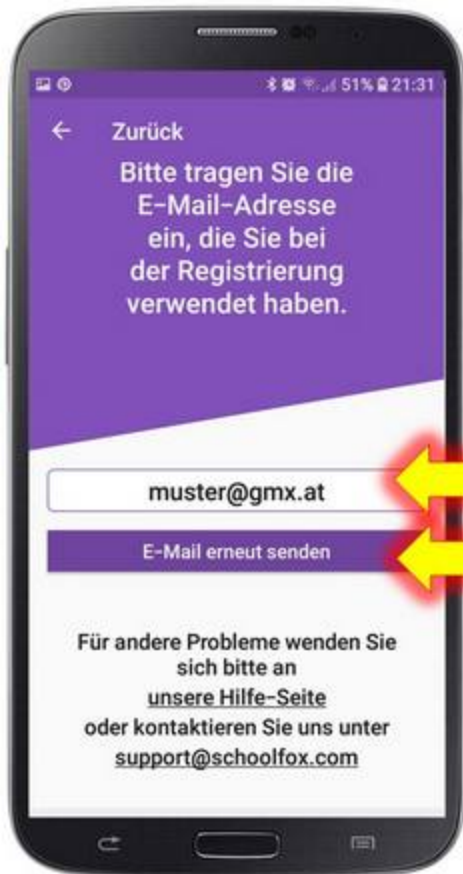 51% 21:31
Zurück
Bitte tragen Sie die
E-Mail-Adresse
ein, die Sie bei
der Registrierung
verwendet haben.
muster@gmx.at
E-Mail erneut senden
Für andere Probleme wenden Sie
sich bitte an
unsere Hilfe-Seite
oder kontaktieren Sie uns unter
support@schoolfox.com